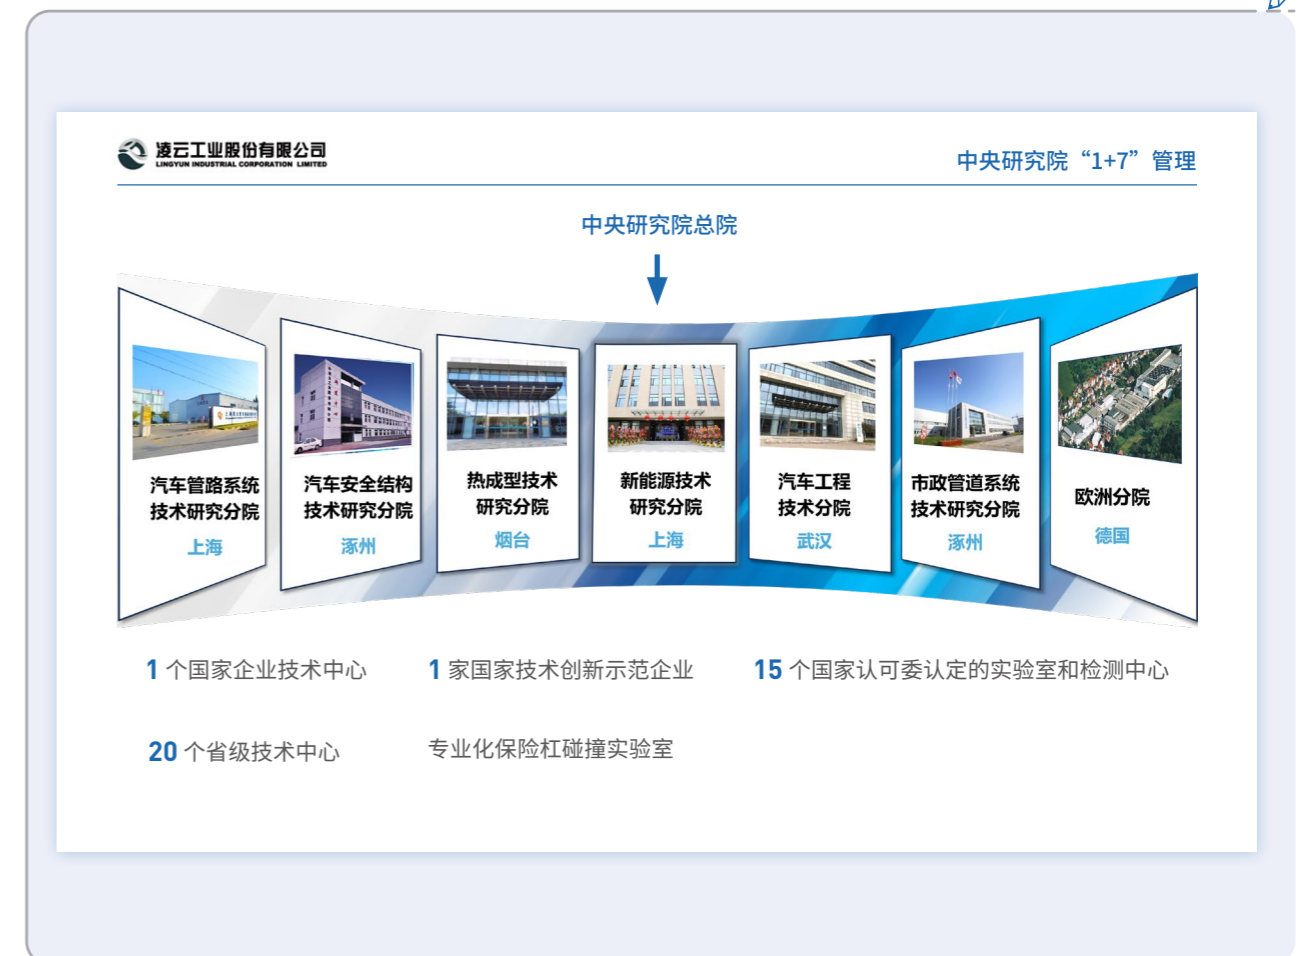 凌云工业股份有限公司
LINGYUN INDUSTRIAL CORPORATION LIMITED
中央研究院“1+7”管理
中央研究院总院
汽车管路系统
技术研究分院
上海
汽车安全结构
技术研究分院
涿州
热成型技术
研究分院
烟台
新能源技术
研究分院
上海
汽车工程
技术分院
武汉
市政管道系统
技术研究分院
涿州
欧洲分院
德国
1 个国家企业技术中心
1 家国家技术创新示范企业
15 个国家认可委认定的实验室和检测中心
20 个省级技术中心
专业化保险杠碰撞实验室